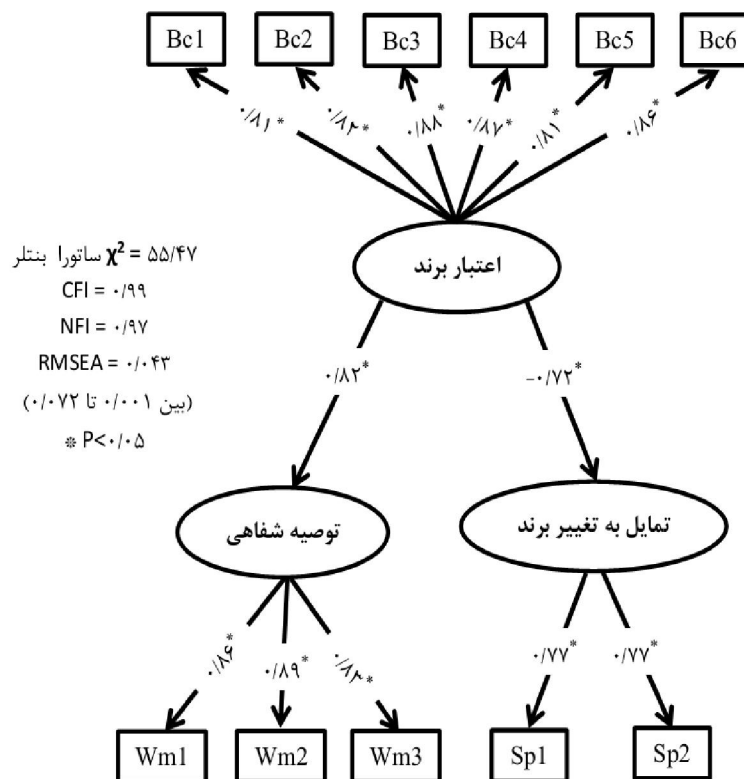 Bc1 Bc2 Bc3 Bc4 Bc5 Bc6
۰/۸۱* ۰/۸۲* ۰/۸۸* ۰/۸۷* ۰/۸۱* ۰/۸۶*
اعتبار برند
χ² = ۵۵/۴۷ ساتورا بنتلر
CFI = ۰/۹۹
NFI = ۰/۹۷
RMSEA = ۰/۰۴۳
(بین ۰/۰۰۱ تا ۰/۰۷۲)
* P<۰/۰۵
۰/۸۲* -۰/۷۲*
توصیه شفاهی
تمایل به تغییر برند
۰/۸۶* ۰/۸۹* ۰/۸۳* ۰/۷۷* ۰/۷۷*
Wm1 Wm2 Wm3 Sp1 Sp2